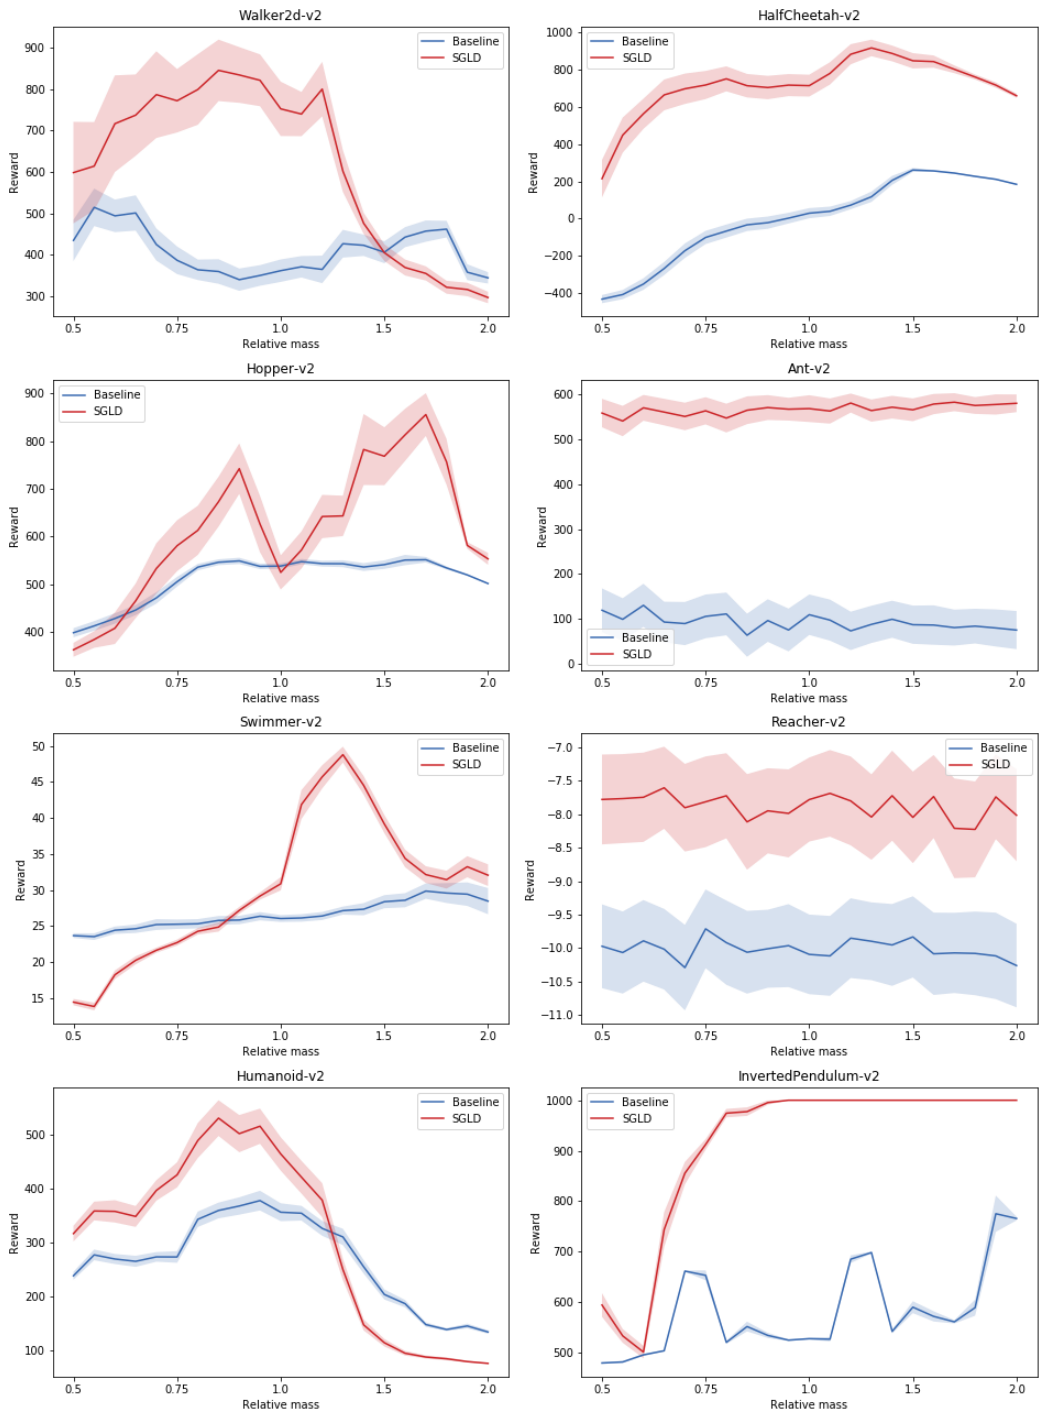 Walker2d-v2
900
800
700
600
500
400
300
Reward
0.5 0.75 1.0 1.5 2.0
Relative mass
Baseline
SGLD
HalfCheetah-v2
1000
800
600
400
200
0
−200
−400
Reward
0.5 0.75 1.0 1.5 2.0
Relative mass
Baseline
SGLD
Hopper-v2
900
800
700
600
500
400
Reward
0.5 0.75 1.0 1.5 2.0
Relative mass
Baseline
SGLD
Ant-v2
600
500
400
300
200
100
0
Reward
0.5 0.75 1.0 1.5 2.0
Relative mass
Baseline
SGLD
Swimmer-v2
50
45
40
35
30
25
20
15
Reward
0.5 0.75 1.0 1.5 2.0
Relative mass
Baseline
SGLD
Reacher-v2
−7.0
−7.5
−8.0
−8.5
−9.0
−9.5
−10.0
−10.5
−11.0
Reward
0.5 0.75 1.0 1.5 2.0
Relative mass
Baseline
SGLD
Humanoid-v2
500
400
300
200
100
Reward
0.5 0.75 1.0 1.5 2.0
Relative mass
Baseline
SGLD
InvertedPendulum-v2
1000
900
800
700
600
500
Reward
0.5 0.75 1.0 1.5 2.0
Relative mass
Baseline
SGLD